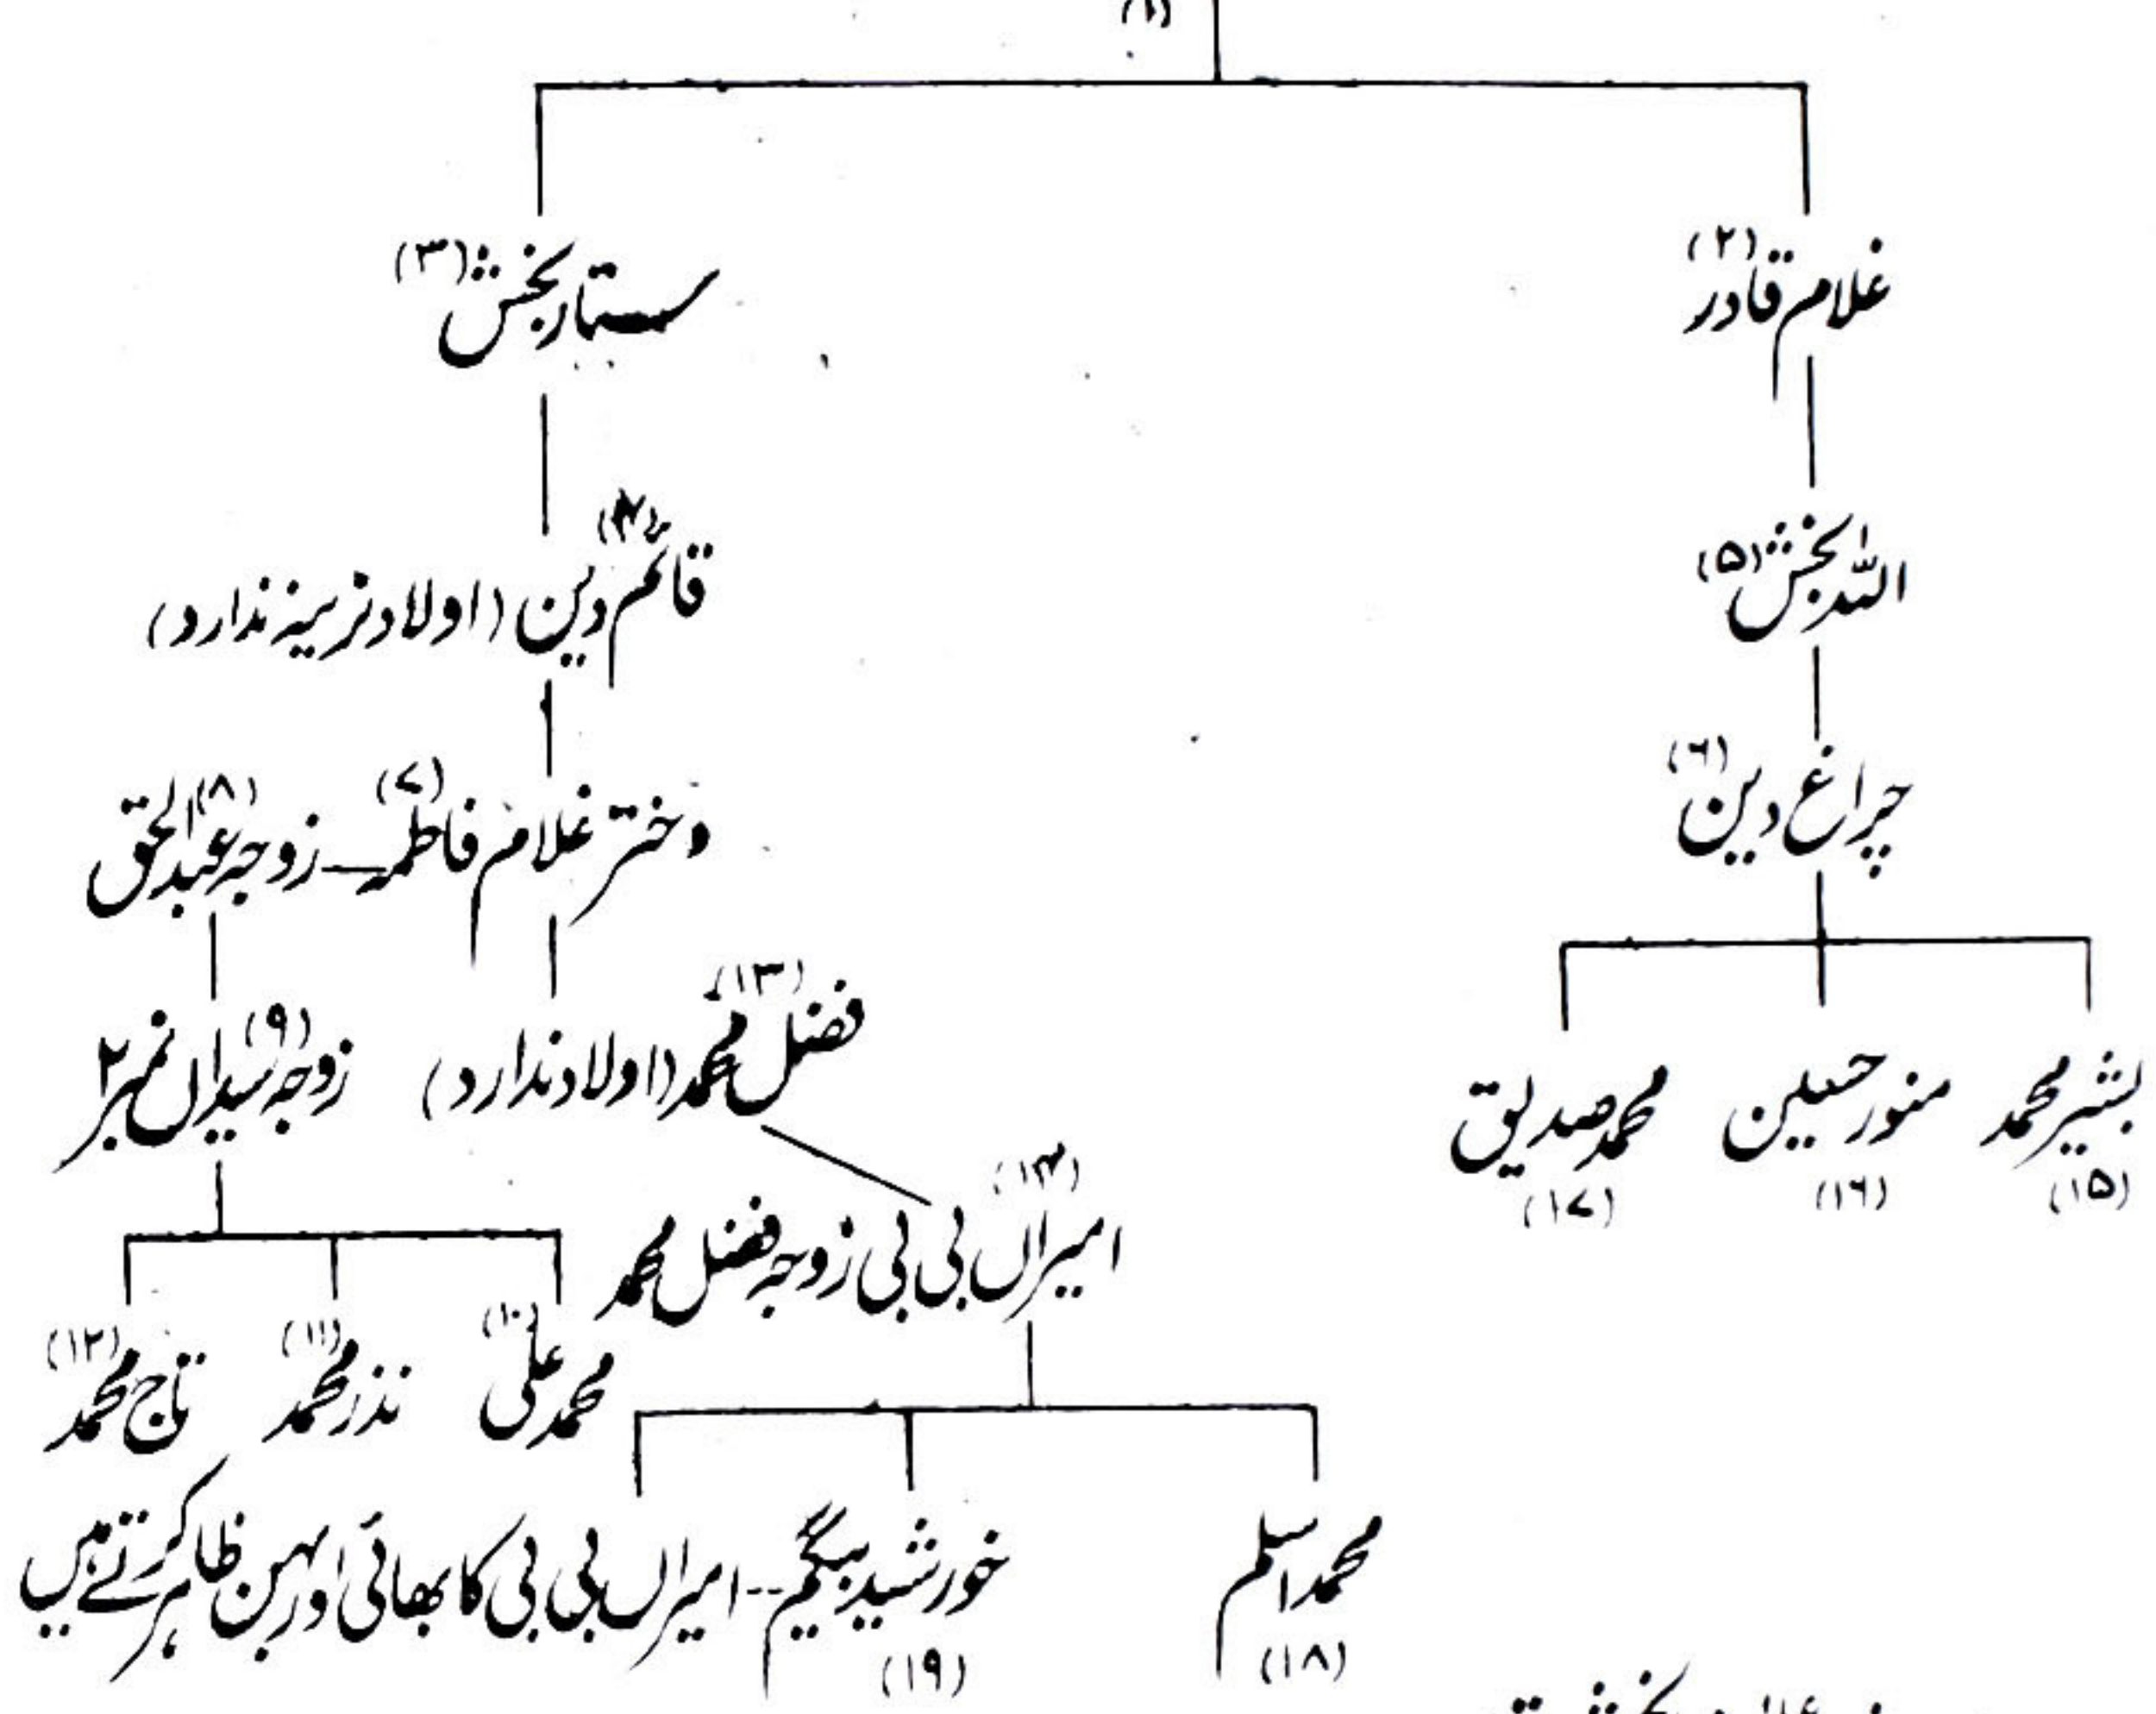 (۱)
غلام قادر (۲)
ستار بخش (۳)
اللہ بخش (۵)
قائم دین (۴) (اولاد نرینہ ندارد)
چراغ دین (۶)
دختر غلام فاطمہ (۷) — زوجہ عبدالحق (۸)
فضل محمد (۱۳) (اولاد ندارد)
زوجہ سیداں نمبر ۲ (۹)
بشیر محمد (۱۵)
منور حسین (۱۶)
محمد صدیق (۱۷)
امیراں بی بی زوجہ فضل محمد (۱۴)
محمد علی (۱۰)
نذر محمد (۱۱)
تاج محمد (۱۲)
محمد اسلم (۱۸)
خورشید بیگم (۱۹) -- امیراں بی بی کا بھائی اور بہن ظاہر کرتے ہیں